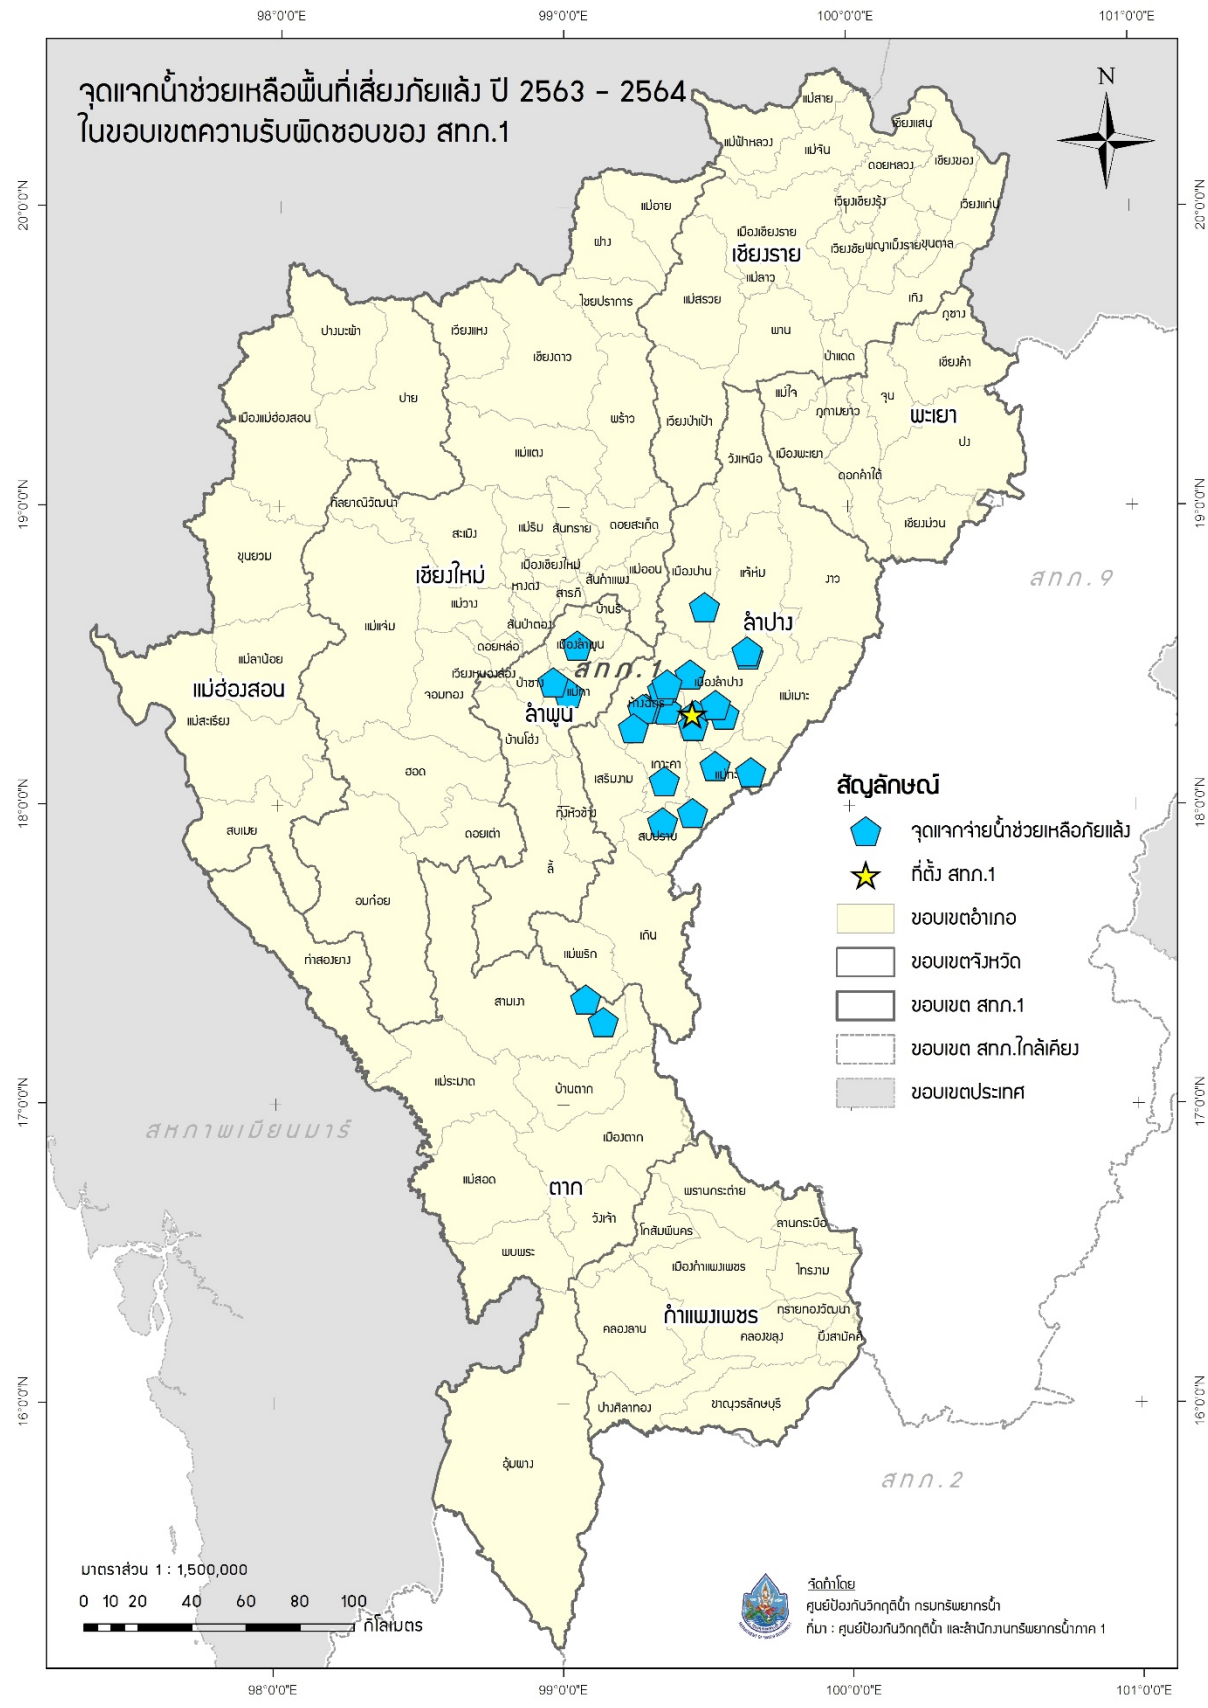 98°0'0"E 99°0'0"E 100°0'0"E 101°0'0"E
จุดแจกน้ำช่วยเหลือพื้นที่เสี่ยงภัยแล้ง ปี 2563 - 2564
ในขอบเขตความรับผิดชอบของ สทภ.1
N
20°0'0"N 20°0'0"N
19°0'0"N 19°0'0"N
18°0'0"N 18°0'0"N
17°0'0"N 17°0'0"N
16°0'0"N 16°0'0"N
แม่สาย
เชียงแสน
แม่ฟ้าหลวง
แม่จัน
ดอยหลวง
เชียงของ
เวียงเชียงรุ้ง
เวียงแก่น
แม่อาย
เมืองเชียงราย
ฝาง
เชียงราย
เวียงชัย
พญาเม็งราย
ขุนตาล
แม่ลาว
ไชยปราการ
แม่สรวย
เทิง
ภูซาง
ปางมะผ้า
เวียงแหง
พาน
เชียงดาว
ป่าแดด
เชียงคำ
ปาย
แม่ใจ
จุน
เมืองแม่ฮ่องสอน
พร้าว
เวียงป่าเป้า
ภูกามยาว
พะเยา
ปง
แม่แตง
วังเหนือ
เมืองพะเยา
ดอกคำใต้
กัลยาณิวัฒนา
สะเมิง
แม่ริม
สันทราย
ดอยสะเก็ด
เชียงม่วน
ขุนยวม
เชียงใหม่
เมืองเชียงใหม่
แม่ออน
เมืองปาน
แจ้ห่ม
งาว
หางดง
สันกำแพง
สารภี
สทภ.9
แม่วาง
บ้านธิ
แม่แจ่ม
สันป่าตอง
ลำปาง
ดอยหล่อ
เมืองลำพูน
แม่ลาน้อย
เวียงหนองล่อง
สทภ.1
แม่ฮ่องสอน
จอมทอง
ป่าซาง
แม่ทา
เมืองลำปาง
แม่เมาะ
แม่สะเรียง
ลำพูน
ห้างฉัตร
บ้านโฮ่ง
ฮอด
เสริมงาม
เกาะคา
แม่ทะ
สบเมย
ดอยเต่า
ทุ่งหัวช้าง
สบปราบ
ลี้
อมก๋อย
เถิน
แม่พริก
ท่าสองยาง
สามเงา
แม่ระมาด
บ้านตาก
สหภาพเมียนมาร์
เมืองตาก
แม่สอด
ตาก
พรานกระต่าย
วังเจ้า
โกสัมพีนคร
ลานกระบือ
พบพระ
เมืองกำแพงเพชร
ไทรงาม
กำแพงเพชร
ทรายทองวัฒนา
คลองลาน
คลองขลุง
บึงสามัคคี
ปางศิลาทอง
ขาณุวรลักษบุรี
อุ้มผาง
สทภ.2
สัญลักษณ์
จุดแจกจ่ายน้ำช่วยเหลือภัยแล้ง
ที่ตั้ง สทภ.1
ขอบเขตอำเภอ
ขอบเขตจังหวัด
ขอบเขต สทภ.1
ขอบเขต สทภ.ใกล้เคียง
ขอบเขตประเทศ
มาตราส่วน 1 : 1,500,000
0 10 20 40 60 80 100
กิโลเมตร
จัดทำโดย
ศูนย์ป้องกันวิกฤติน้ำ กรมทรัพยากรน้ำ
ที่มา : ศูนย์ป้องกันวิกฤติน้ำ และสำนักงานทรัพยากรน้ำภาค 1
98°0'0"E 99°0'0"E 100°0'0"E 101°0'0"E